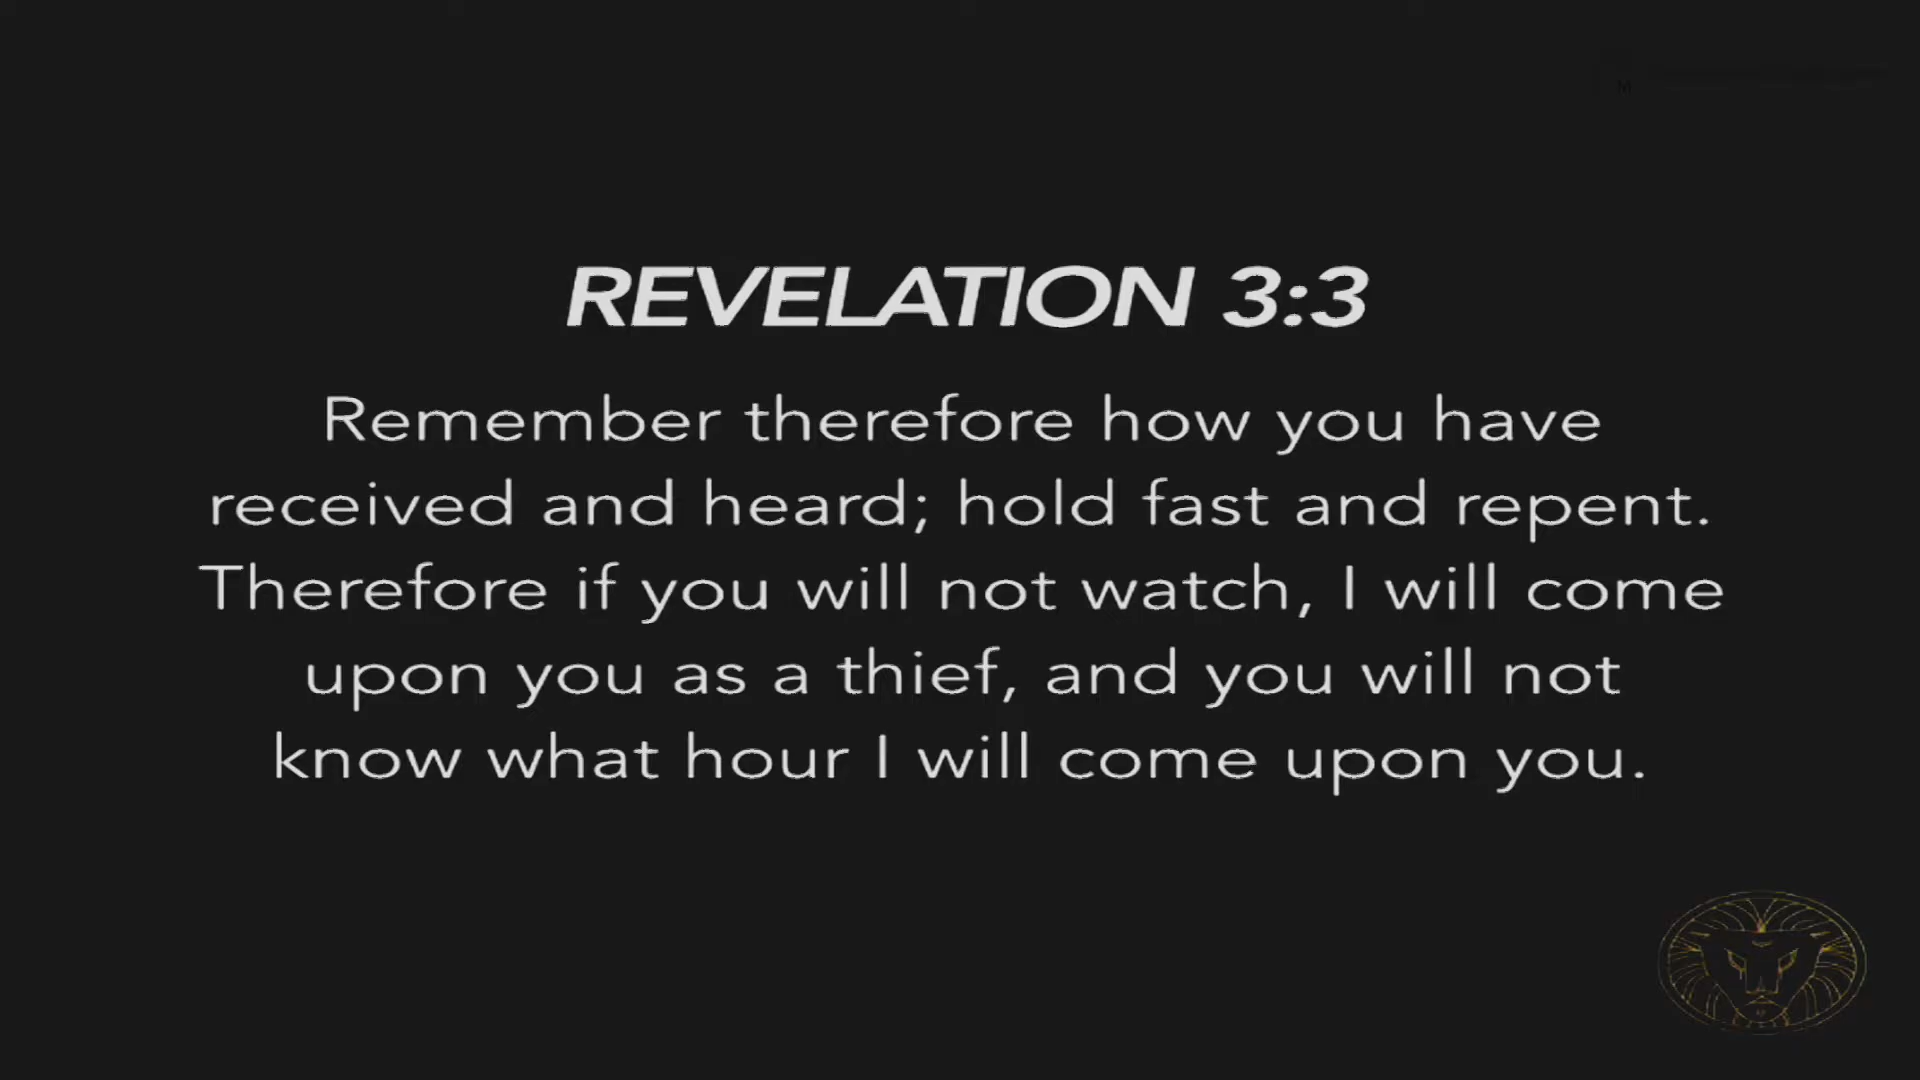 REVELATION 3:3
Remember therefore how you have
received and heard; hold fast and repent.
Therefore if you will not watch, I will come
upon you as a thief, and you will not
know what hour I will come upon you.